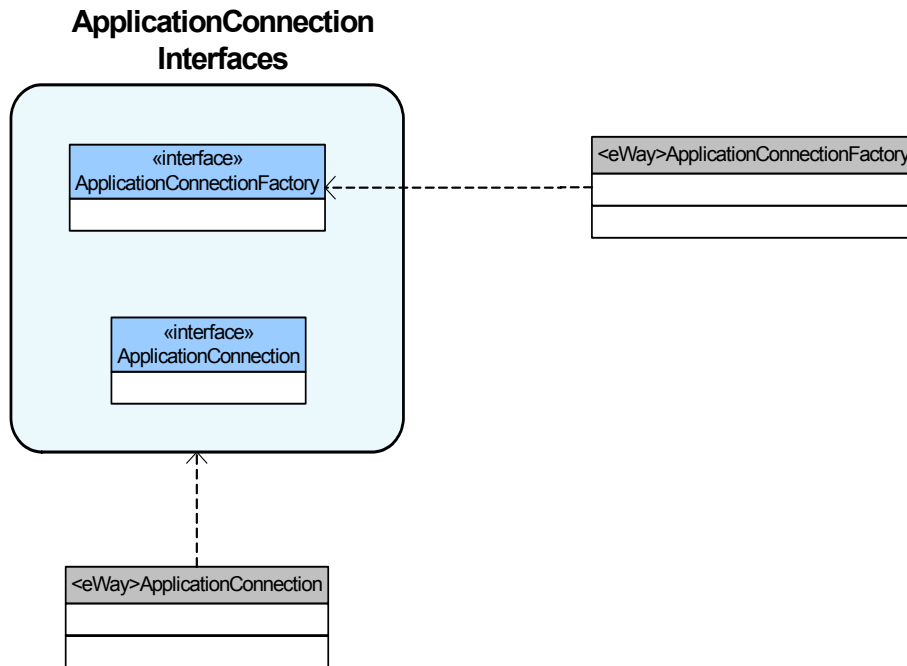 ApplicationConnection
Interfaces
«interface»
ApplicationConnectionFactory
<eWay>ApplicationConnectionFactory
«interface»
ApplicationConnection
<eWay>ApplicationConnection